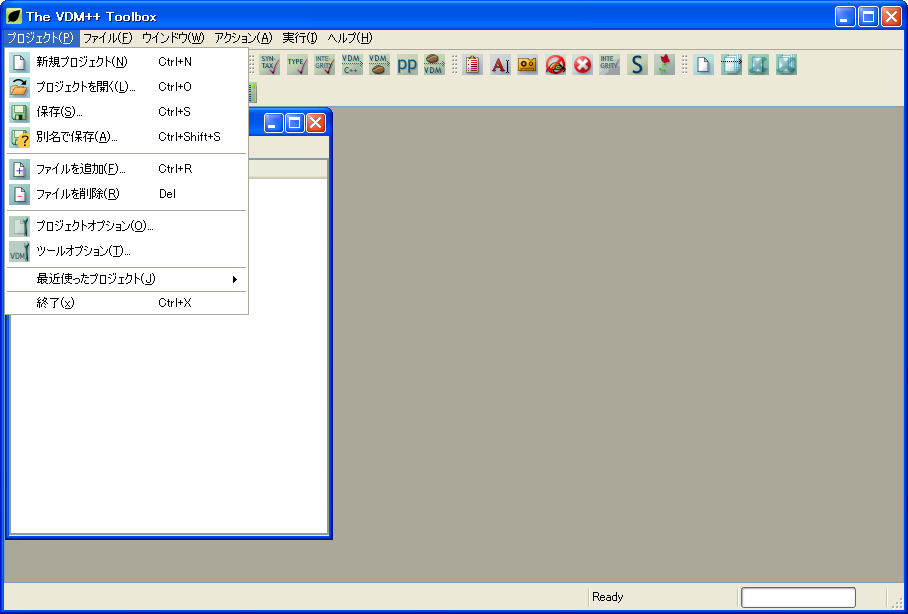 The VDM++ Toolbox
プロジェクト(P) ファイル(F) ウインドウ(W) アクション(A) 実行(I) ヘルプ(H)
SYN-TAX TYPE INTE-GRITY VDM C++ VDM pp VDM A INTE GRITY S
新規プロジェクト(N) Ctrl+N
プロジェクトを開く(L)... Ctrl+O
保存(S)... Ctrl+S
別名で保存(A)... Ctrl+Shift+S
ファイルを追加(F)... Ctrl+R
ファイルを削除(R) Del
プロジェクトオプション(O)...
VDM ツールオプション(T)...
最近使ったプロジェクト(J)
終了(x) Ctrl+X
Ready